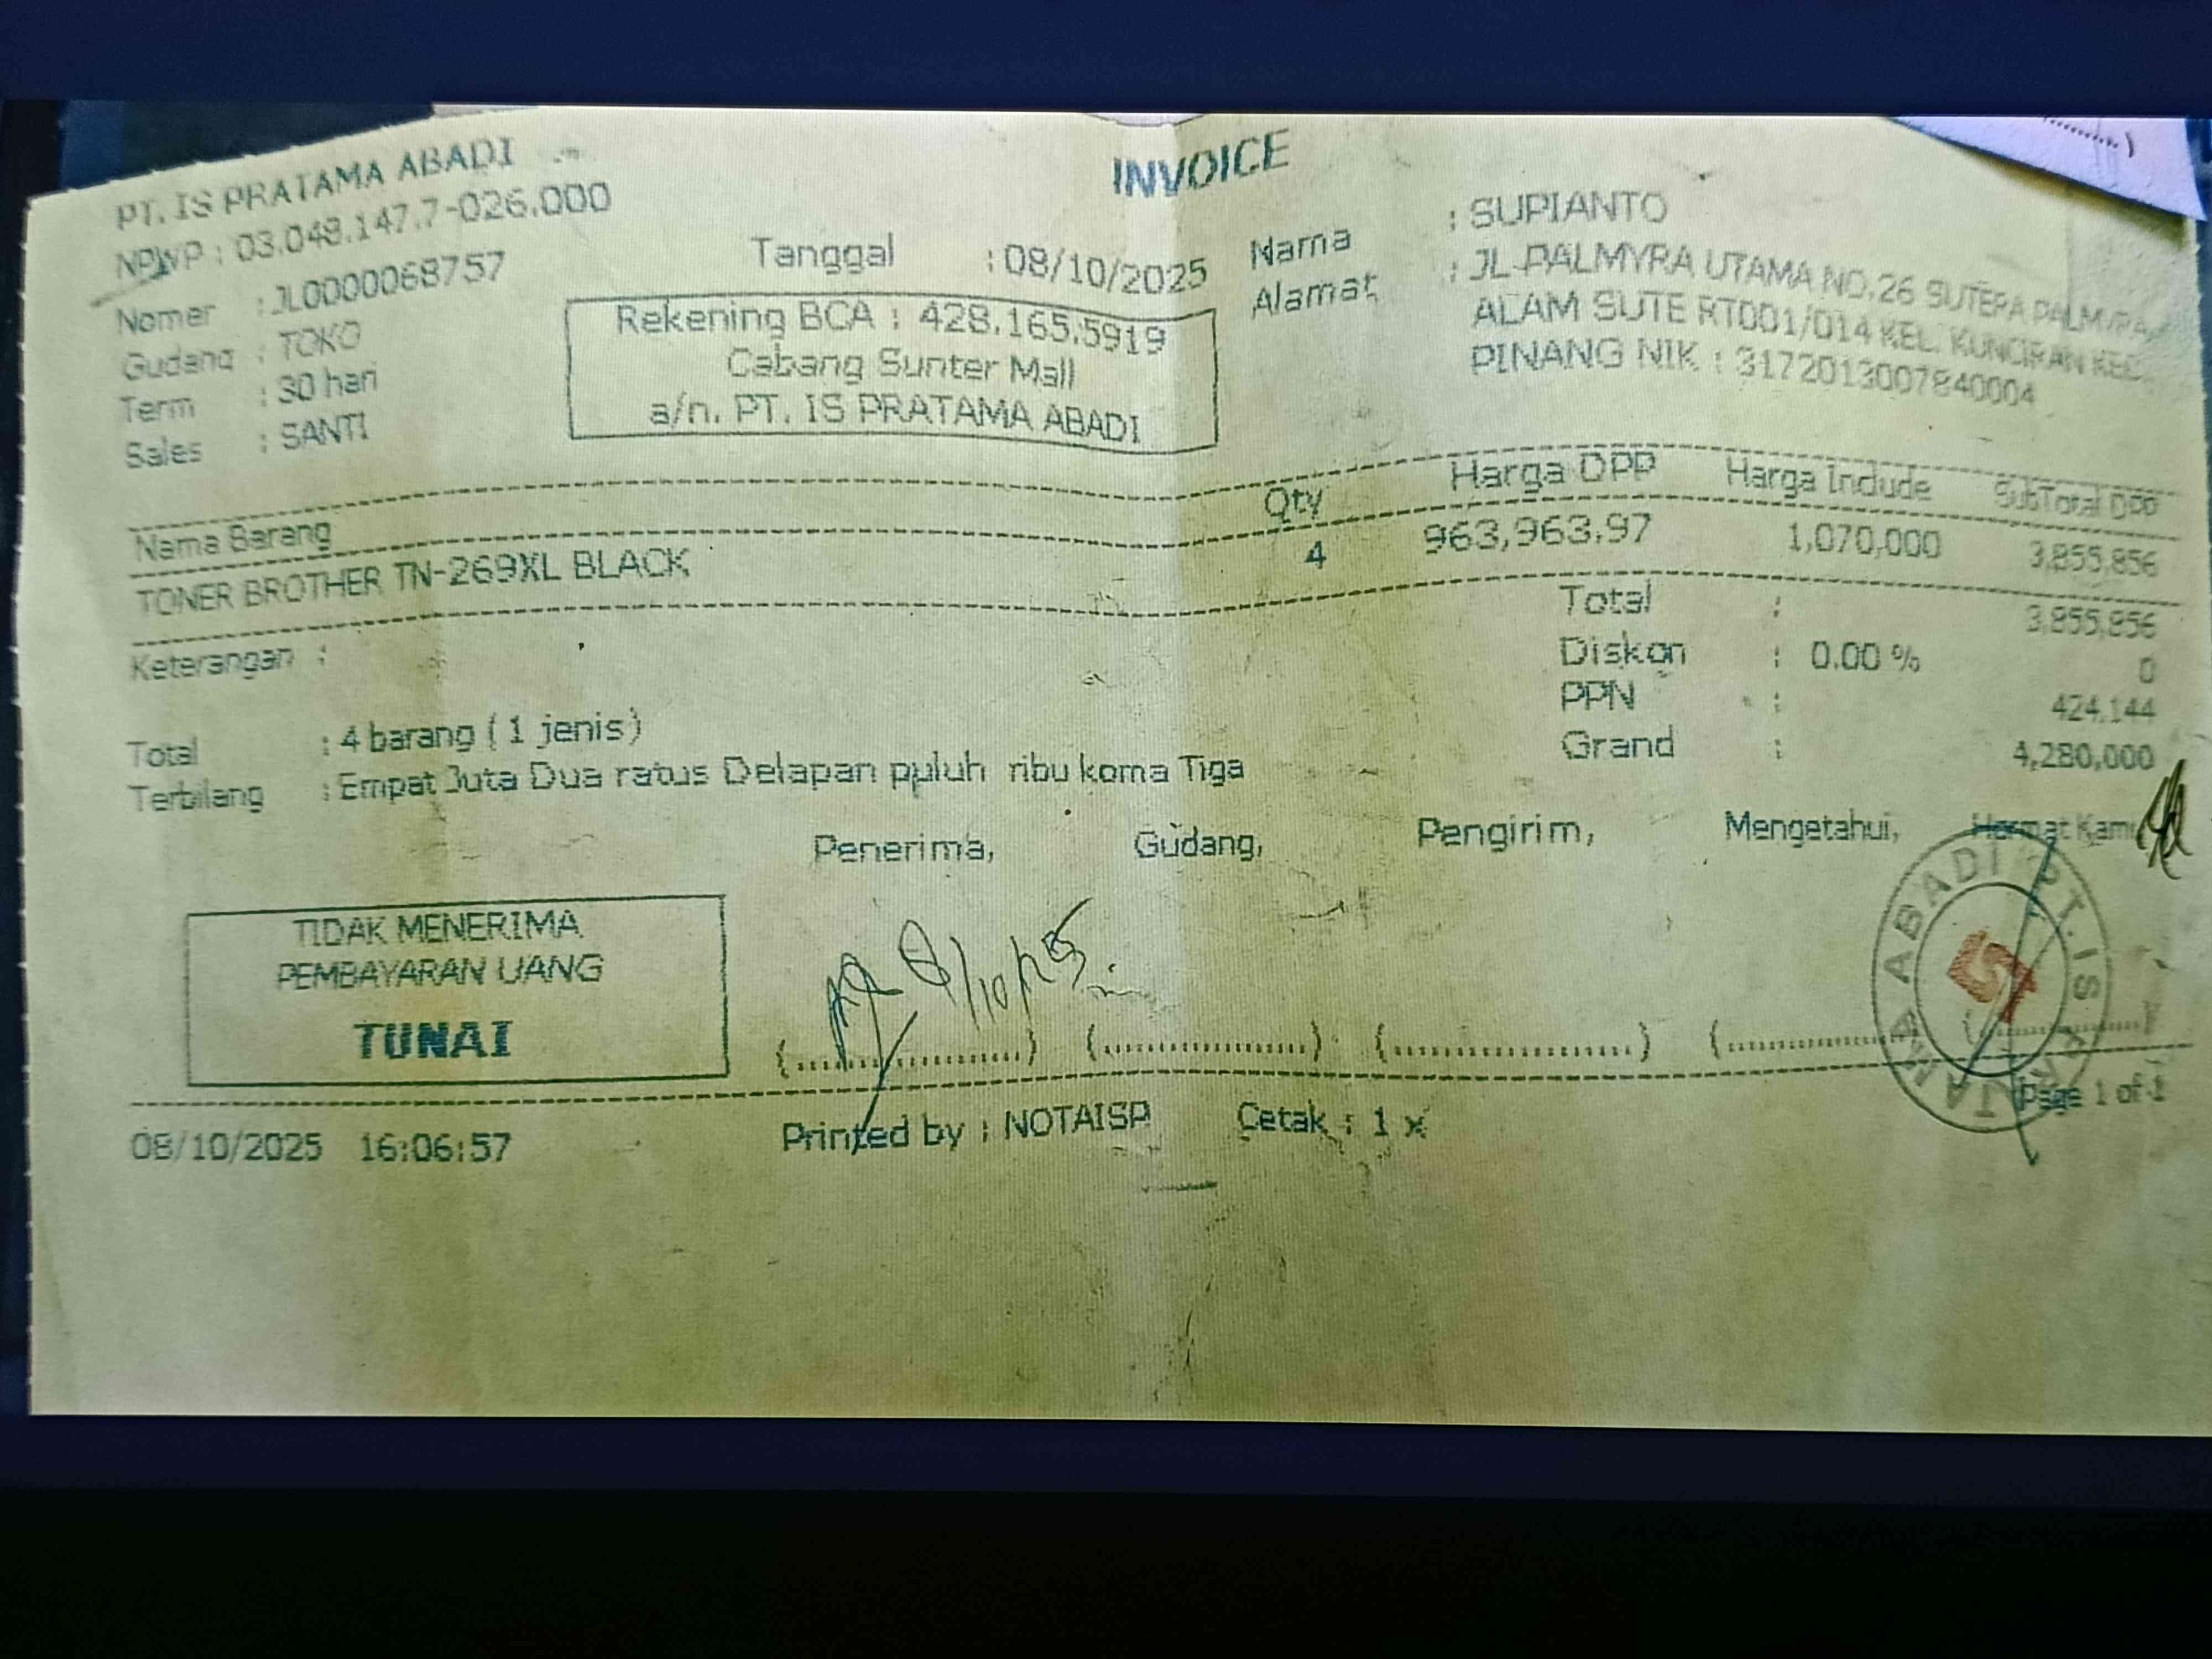 PT. IS PRATAMA ABADI
NPWP : 03.048.147.7-026.000
INVOICE
Nomer : JL0000068757
Gudang : TOKO
Term : 30 hari
Sales : SANTI
Tanggal : 08/10/2025
Rekening BCA : 428.165.5919
Cabang Sunter Mall
a/n. PT. IS PRATAMA ABADI
Nama : SUPIANTO
Alamat : JL PALMYRA UTAMA NO.26 SUTERA PALMYRA,
ALAM SUTE RT001/014 KEL. KUNCIRAN KEC.
PINANG NIK : 3172013007840004
Nama Barang Qty Harga DPP Harga Include SubTotal DPP
TONER BROTHER TN-269XL BLACK 4 963,963.97 1,070,000 3,855,856
Keterangan :
Total : 3,855,856
Diskon : 0.00 % 0
PPN : 424,144
Grand : 4,280,000
Total : 4 barang ( 1 jenis )
Terbilang : Empat Juta Dua ratus Delapan puluh ribu koma Tiga
Penerima, Gudang, Pengirim, Mengetahui, Hormat Kami
TIDAK MENERIMA
PEMBAYARAN UANG
TUNAI
8/10/25
(....................) (....................) (....................) (....................) (....................)
PT. IS PRATAMA ABADI
08/10/2025 16:06:57 Printed by : NOTAISP Cetak : 1 x Page 1 of 1